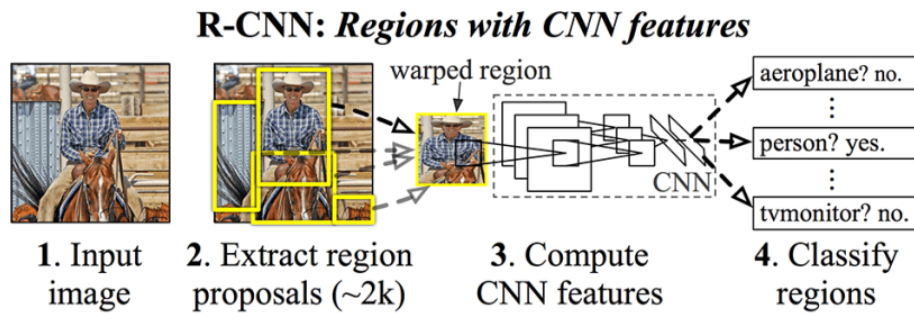 R-CNN: Regions with CNN features
warped region
aeroplane? no.
person? yes.
tvmonitor? no.
CNN
1. Input
image
2. Extract region
proposals (~2k)
3. Compute
CNN features
4. Classify
regions